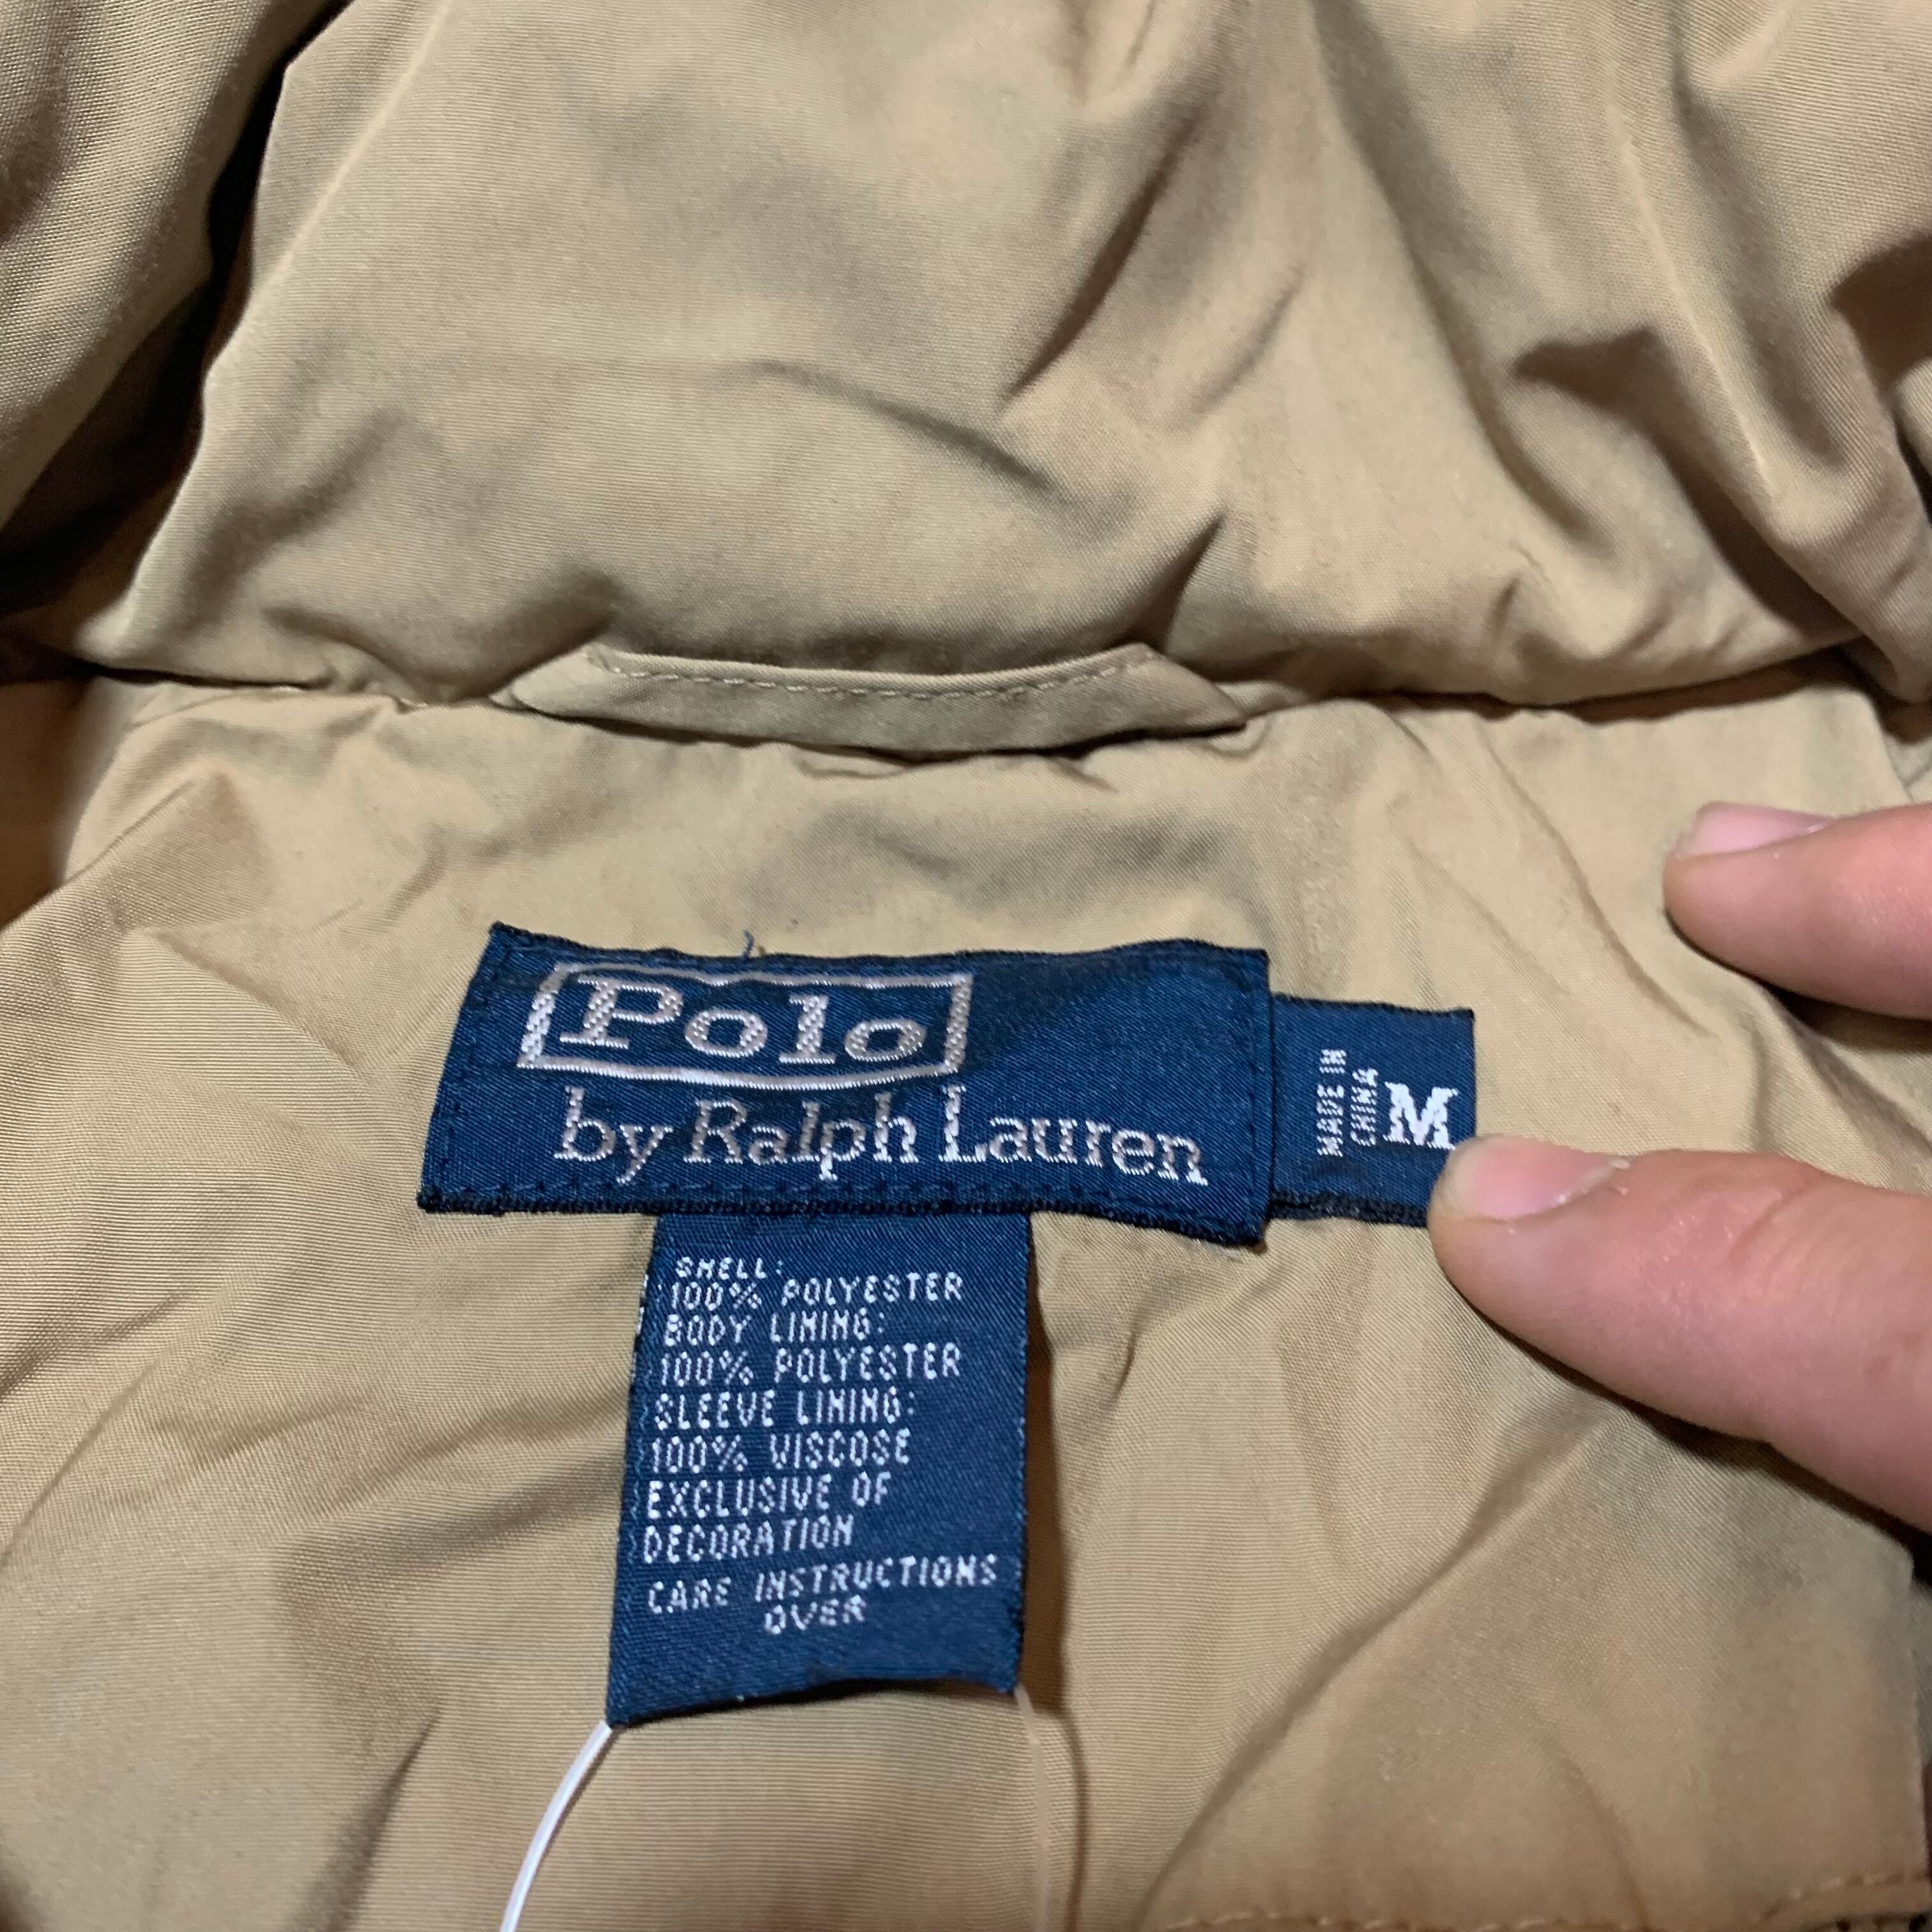 Polo
by Ralph Lauren
MADE IN
CHINA
M
SHELL:
100% POLYESTER
BODY LINING:
100% POLYESTER
SLEEVE LINING:
100% VISCOSE
EXCLUSIVE OF
DECORATION
CARE INSTRUCTIONS
OVER